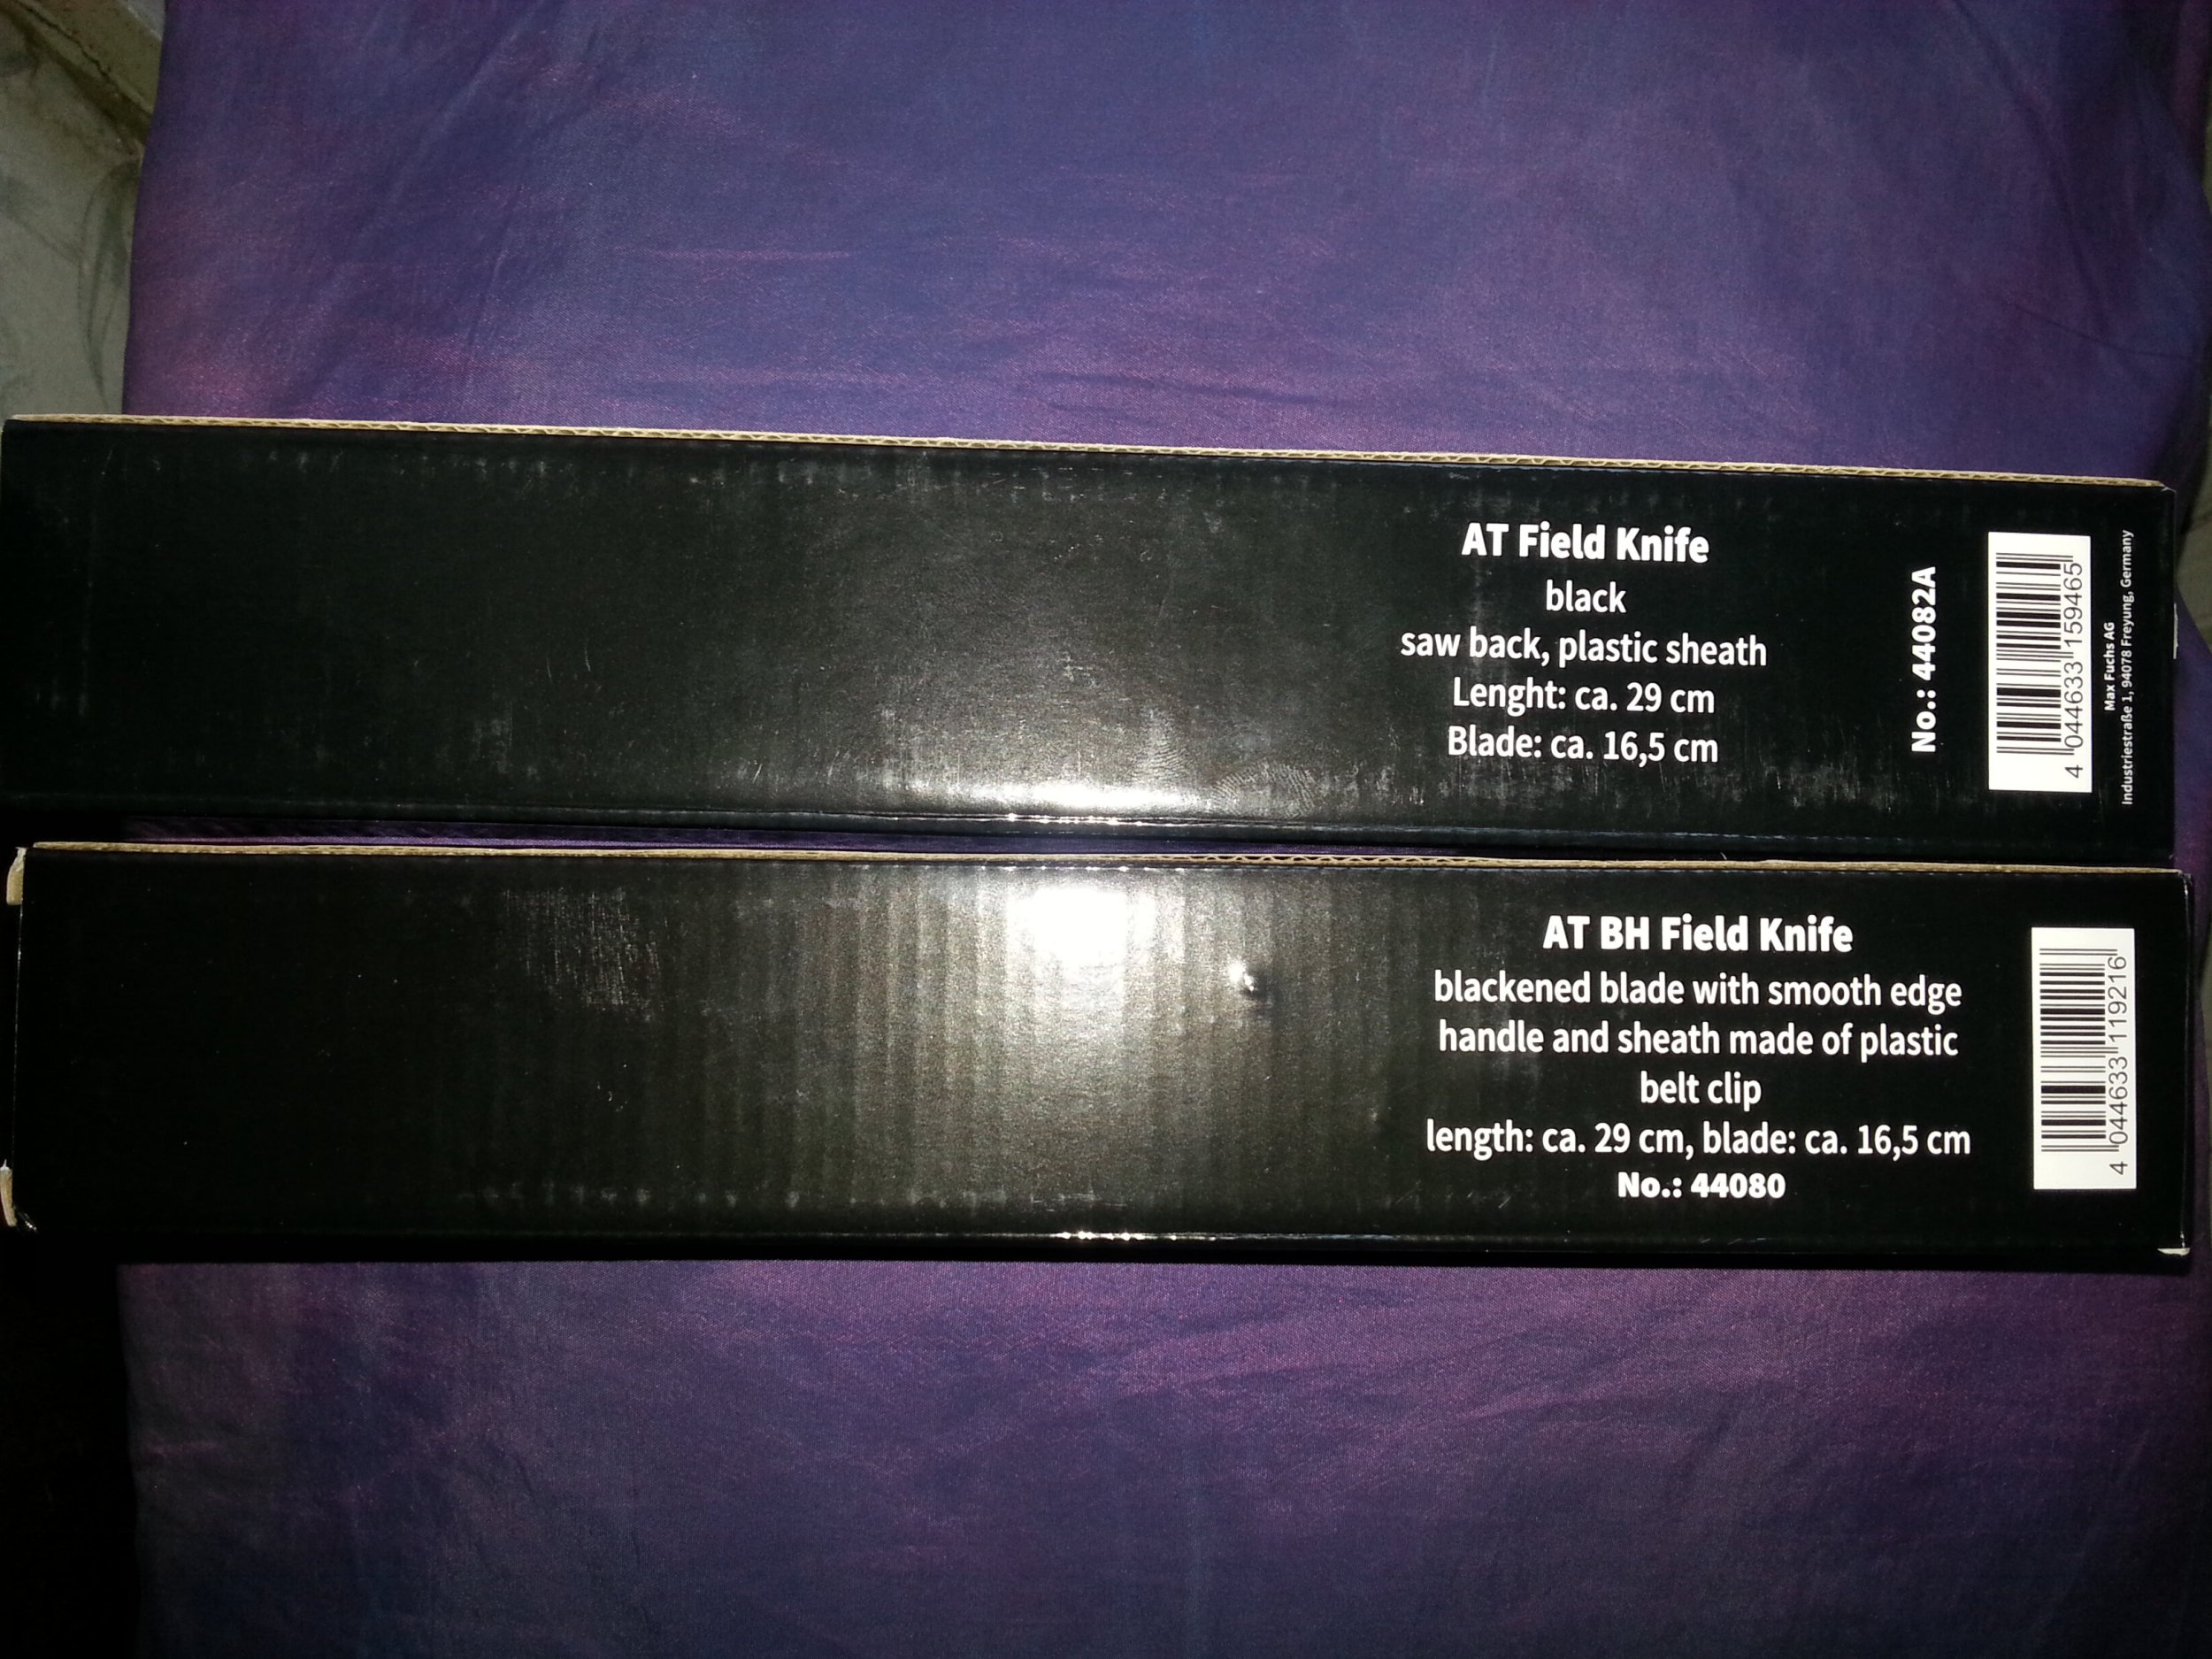 AT Field Knife
black
saw back, plastic sheath
Lenght: ca. 29 cm
Blade: ca. 16,5 cm
No.: 44082A
4 044633 159465
Max Fuchs AG
Industriestraße 1, 94078 Freyung, Germany
AT BH Field Knife
blackened blade with smooth edge
handle and sheath made of plastic
belt clip
length: ca. 29 cm, blade: ca. 16,5 cm
No.: 44080
4 044633 119216